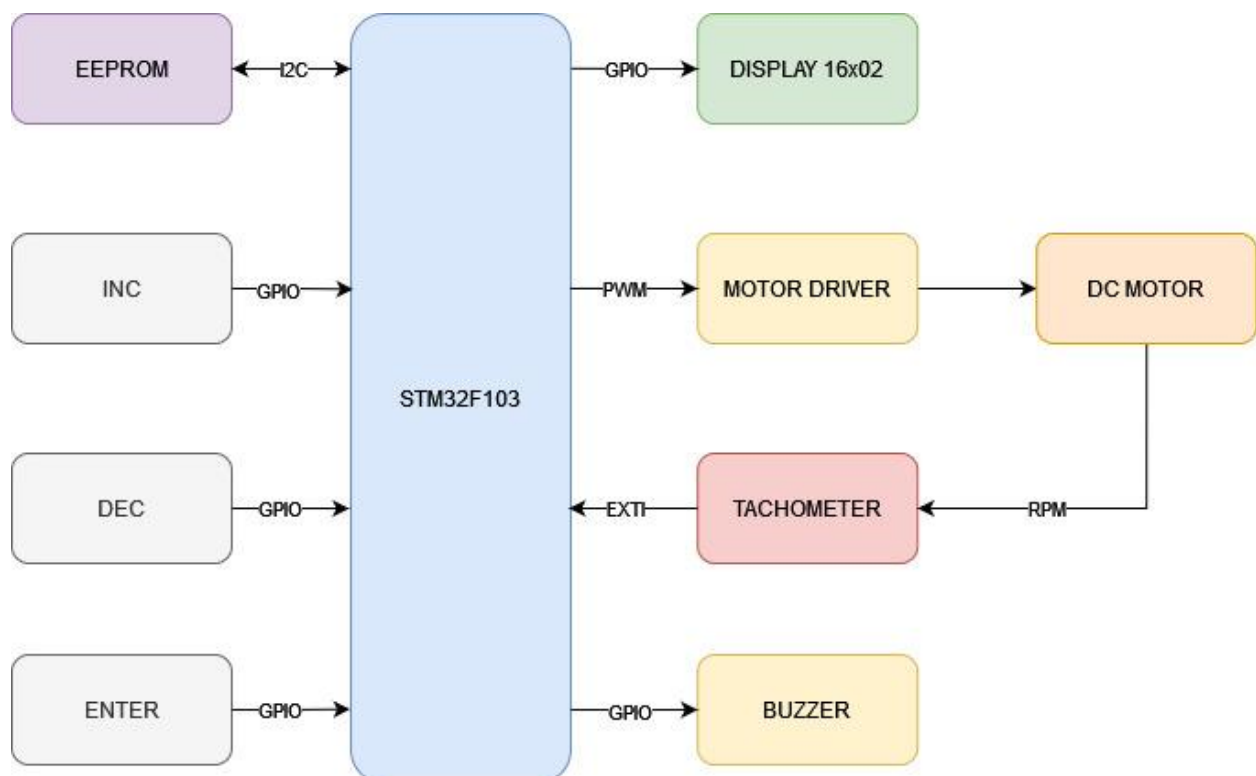 EEPROM
I2C
GPIO
DISPLAY 16x02
INC
GPIO
PWM
MOTOR DRIVER
DC MOTOR
STM32F103
DEC
GPIO
EXTI
TACHOMETER
RPM
ENTER
GPIO
GPIO
BUZZER